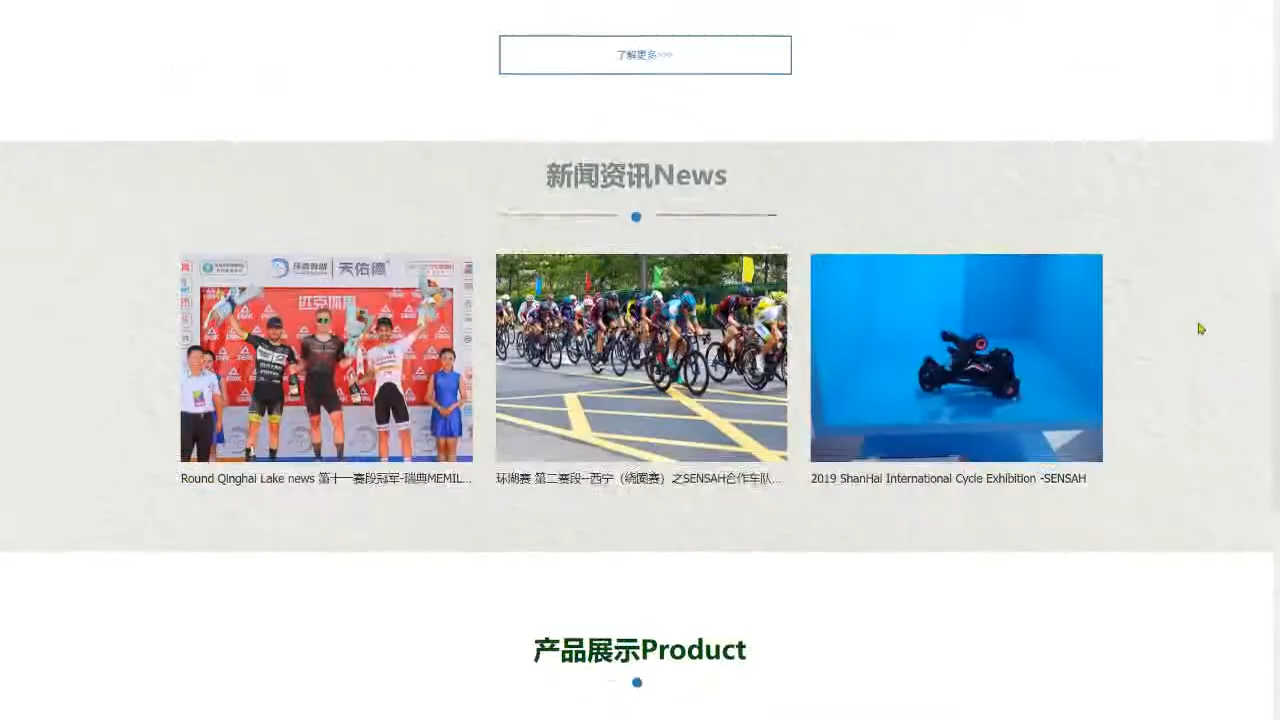 了解更多>>>
新闻资讯News
天佑德
Round Qinghai Lake news 第十一赛段冠军-瑞典MEMIL...
环湖赛 第二赛段--西宁（绕圈赛）之SENSAH合作车队...
2019 ShanHai International Cycle Exhibition -SENSAH
产品展示Product